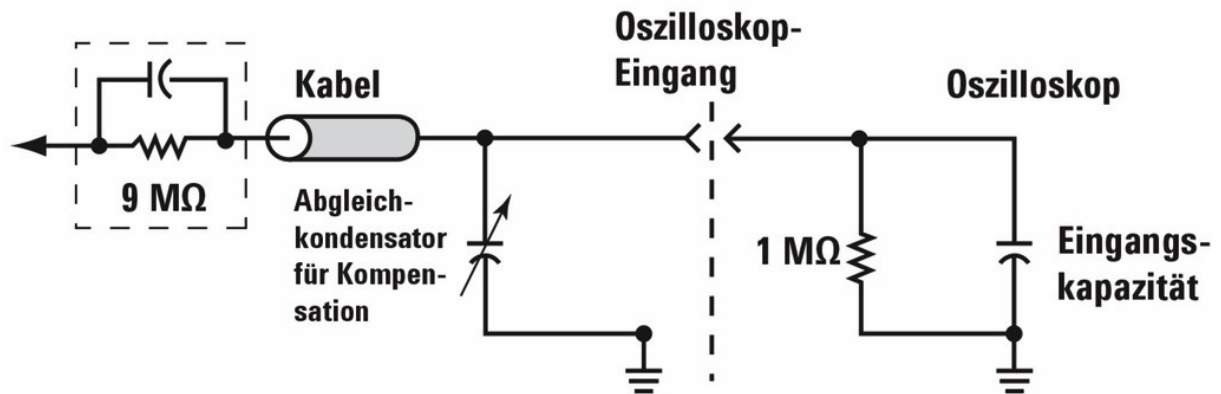 Oszilloskop-
Eingang
Kabel
Oszilloskop
9 MΩ
Abgleich-
kondensator
für Kompen-
sation
1 MΩ
Eingangs-
kapazität